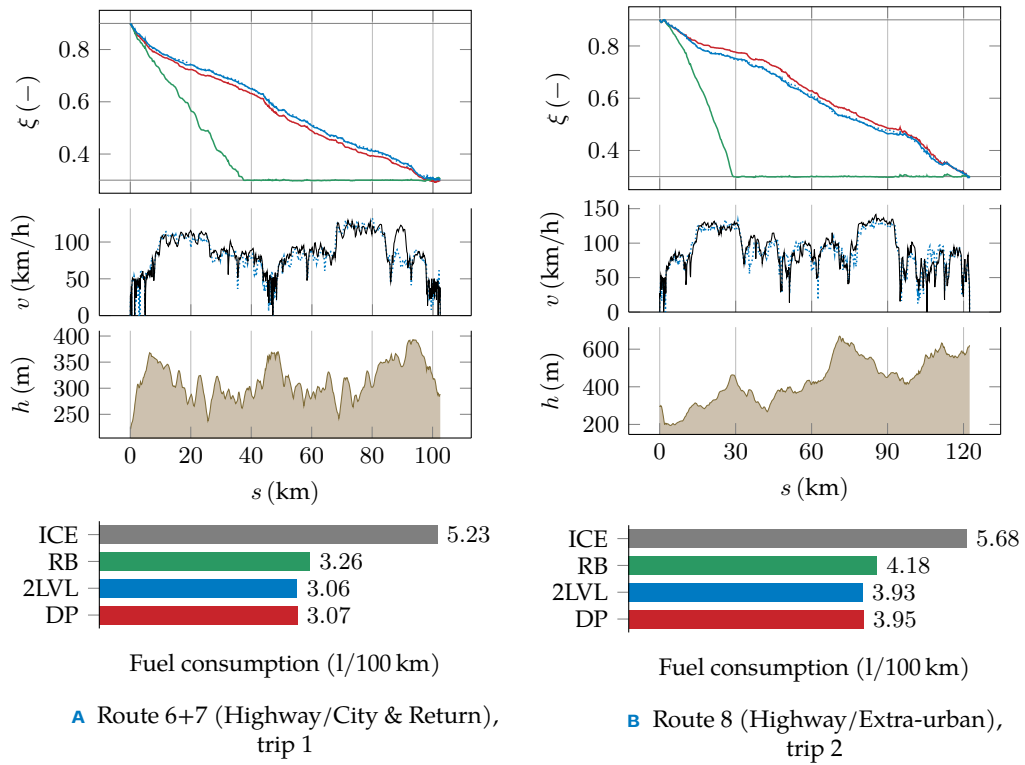 0.8
0.6
0.4
ξ (−)
100
50
0
v (km/h)
400
350
300
250
h (m)
0 20 40 60 80 100
s (km)
ICE 5.23
RB 3.26
2LVL 3.06
DP 3.07
Fuel consumption (l/100 km)
A Route 6+7 (Highway/City & Return),
trip 1
0.8
0.6
0.4
ξ (−)
150
100
50
0
v (km/h)
600
400
200
h (m)
0 30 60 90 120
s (km)
ICE 5.68
RB 4.18
2LVL 3.93
DP 3.95
Fuel consumption (l/100 km)
B Route 8 (Highway/Extra-urban),
trip 2